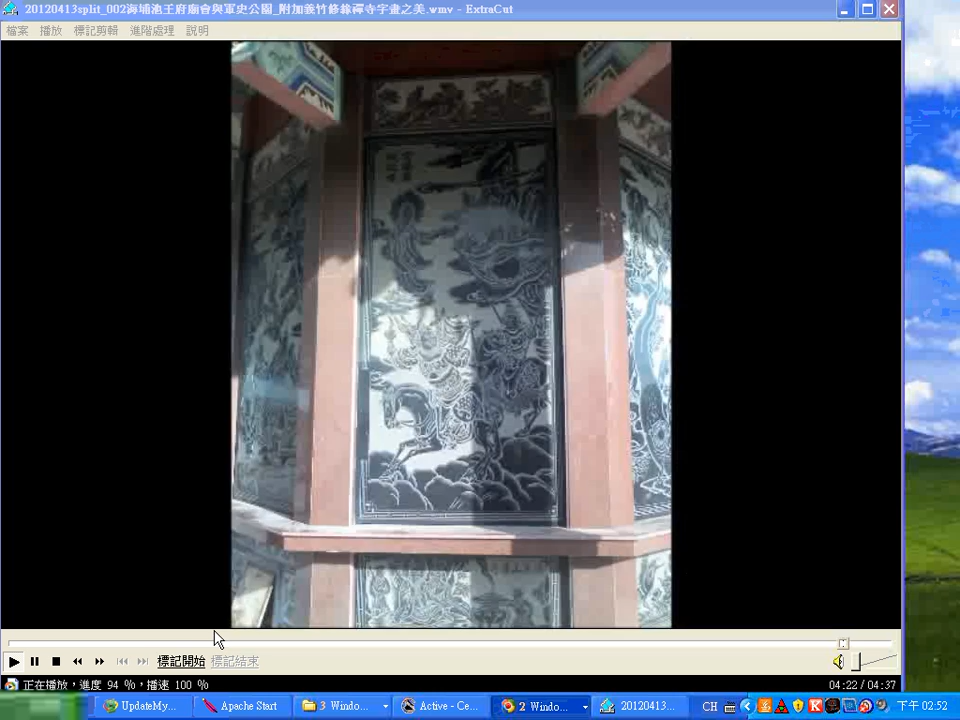 20120413split_002海埔池王府廟會與軍史公園_附加義竹修緣禪寺字畫之美.wmv - ExtraCut
檔案 播放 標記剪輯 進階處理 說明
標記開始 標記結束
正在播放，進度 94 %，播速 100 %
04:22 / 04:37
UpdateMy... Apache Start 3 Windo... Active - Ce... 2 Windo... 20120413... CH 下午 02:52